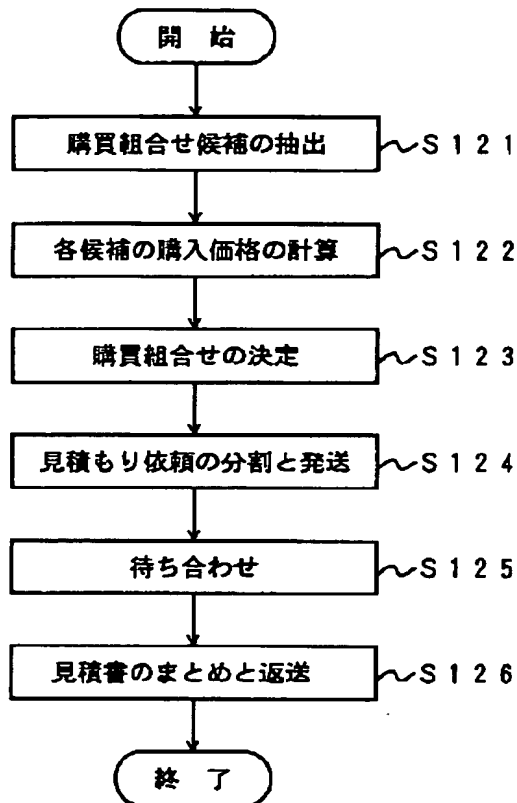 開 始
購買組合せ候補の抽出 S121
各候補の購入価格の計算 S122
購買組合せの決定 S123
見積もり依頼の分割と発送 S124
待ち合わせ S125
見積書のまとめと返送 S126
終 了